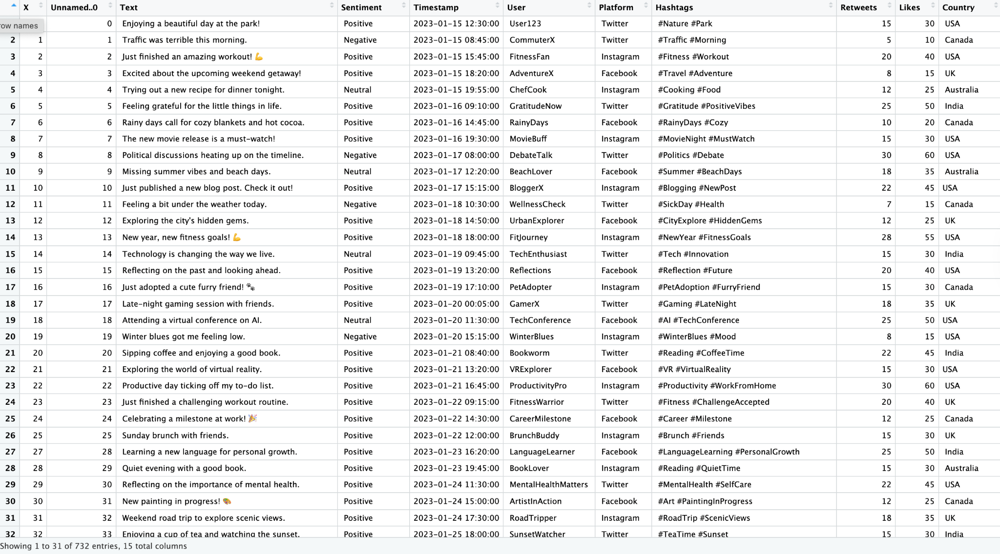 X Unnamed..0 Text Sentiment Timestamp User Platform Hashtags Retweets Likes Country
row names 0 Enjoying a beautiful day at the park! Positive 2023-01-15 12:30:00 User123 Twitter #Nature #Park 15 30 USA
2 1 1 Traffic was terrible this morning. Negative 2023-01-15 08:45:00 CommuterX Twitter #Traffic #Morning 5 10 Canada
3 2 2 Just finished an amazing workout! 💪 Positive 2023-01-15 15:45:00 FitnessFan Instagram #Fitness #Workout 20 40 USA
4 3 3 Excited about the upcoming weekend getaway! Positive 2023-01-15 18:20:00 AdventureX Facebook #Travel #Adventure 8 15 UK
5 4 4 Trying out a new recipe for dinner tonight. Neutral 2023-01-15 19:55:00 ChefCook Instagram #Cooking #Food 12 25 Australia
6 5 5 Feeling grateful for the little things in life. Positive 2023-01-16 09:10:00 GratitudeNow Twitter #Gratitude #PositiveVibes 25 50 India
7 6 6 Rainy days call for cozy blankets and hot cocoa. Positive 2023-01-16 14:45:00 RainyDays Facebook #RainyDays #Cozy 10 20 Canada
8 7 7 The new movie release is a must-watch! Positive 2023-01-16 19:30:00 MovieBuff Instagram #MovieNight #MustWatch 15 30 USA
9 8 8 Political discussions heating up on the timeline. Negative 2023-01-17 08:00:00 DebateTalk Twitter #Politics #Debate 30 60 USA
10 9 9 Missing summer vibes and beach days. Neutral 2023-01-17 12:20:00 BeachLover Facebook #Summer #BeachDays 18 35 Australia
11 10 10 Just published a new blog post. Check it out! Positive 2023-01-17 15:15:00 BloggerX Instagram #Blogging #NewPost 22 45 USA
12 11 11 Feeling a bit under the weather today. Negative 2023-01-18 10:30:00 WellnessCheck Twitter #SickDay #Health 7 15 Canada
13 12 12 Exploring the city's hidden gems. Positive 2023-01-18 14:50:00 UrbanExplorer Facebook #CityExplore #HiddenGems 12 25 UK
14 13 13 New year, new fitness goals! 💪 Positive 2023-01-18 18:00:00 FitJourney Instagram #NewYear #FitnessGoals 28 55 USA
15 14 14 Technology is changing the way we live. Neutral 2023-01-19 09:45:00 TechEnthusiast Twitter #Tech #Innovation 15 30 India
16 15 15 Reflecting on the past and looking ahead. Positive 2023-01-19 13:20:00 Reflections Facebook #Reflection #Future 20 40 USA
17 16 16 Just adopted a cute furry friend! 🐾 Positive 2023-01-19 17:10:00 PetAdopter Instagram #PetAdoption #FurryFriend 15 30 Canada
18 17 17 Late-night gaming session with friends. Positive 2023-01-20 00:05:00 GamerX Twitter #Gaming #LateNight 18 35 UK
19 18 18 Attending a virtual conference on AI. Neutral 2023-01-20 11:30:00 TechConference Facebook #AI #TechConference 25 50 USA
20 19 19 Winter blues got me feeling low. Negative 2023-01-20 15:15:00 WinterBlues Instagram #WinterBlues #Mood 8 15 USA
21 20 20 Sipping coffee and enjoying a good book. Positive 2023-01-21 08:40:00 Bookworm Twitter #Reading #CoffeeTime 22 45 India
22 21 21 Exploring the world of virtual reality. Positive 2023-01-21 13:20:00 VRExplorer Facebook #VR #VirtualReality 15 30 USA
23 22 22 Productive day ticking off my to-do list. Positive 2023-01-21 16:45:00 ProductivityPro Instagram #Productivity #WorkFromHome 30 60 USA
24 23 23 Just finished a challenging workout routine. Positive 2023-01-22 09:15:00 FitnessWarrior Twitter #Fitness #ChallengeAccepted 20 40 UK
25 24 24 Celebrating a milestone at work! 🎉 Positive 2023-01-22 14:30:00 CareerMilestone Facebook #Career #Milestone 12 25 Canada
26 25 25 Sunday brunch with friends. Positive 2023-01-22 12:00:00 BrunchBuddy Instagram #Brunch #Friends 15 30 UK
27 27 28 Learning a new language for personal growth. Positive 2023-01-23 16:20:00 LanguageLearner Facebook #LanguageLearning #PersonalGrowth 25 50 India
28 28 29 Quiet evening with a good book. Positive 2023-01-23 19:45:00 BookLover Instagram #Reading #QuietTime 15 30 Australia
29 29 30 Reflecting on the importance of mental health. Positive 2023-01-24 11:30:00 MentalHealthMatters Twitter #MentalHealth #SelfCare 22 45 USA
30 30 31 New painting in progress! 🎨 Positive 2023-01-24 15:00:00 ArtistInAction Facebook #Art #PaintingInProgress 12 25 Canada
31 31 32 Weekend road trip to explore scenic views. Positive 2023-01-24 17:30:00 RoadTripper Instagram #RoadTrip #ScenicViews 18 35 UK
32 32 33 Enjoying a cup of tea and watching the sunset. Positive 2023-01-25 18:00:00 SunsetWatcher Twitter #TeaTime #Sunset 15 30 India
Showing 1 to 31 of 732 entries, 15 total columns